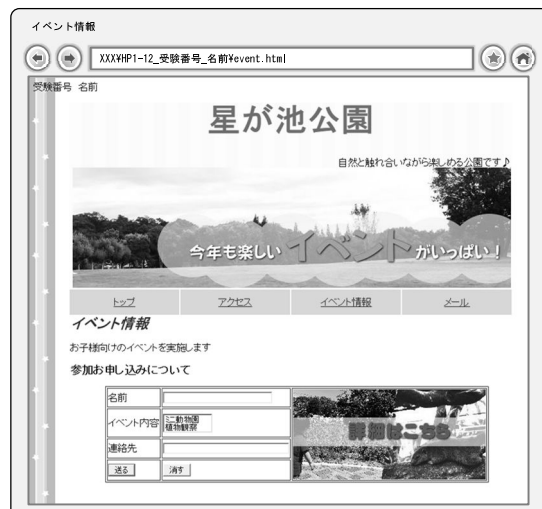 イベント情報
XXX¥HP1-12_受験番号_名前¥event.html
受験番号 名前
星が池公園
自然と触れ合いながら楽しめる公園です♪
今年も楽しい イベント がいっぱい!
トップ アクセス イベント情報 メール
イベント情報
お子様向けのイベントを実施します
参加お申し込みについて
名前
イベント内容 ミニ動物園
植物観察
詳細はこちら
連絡先
送る 消す